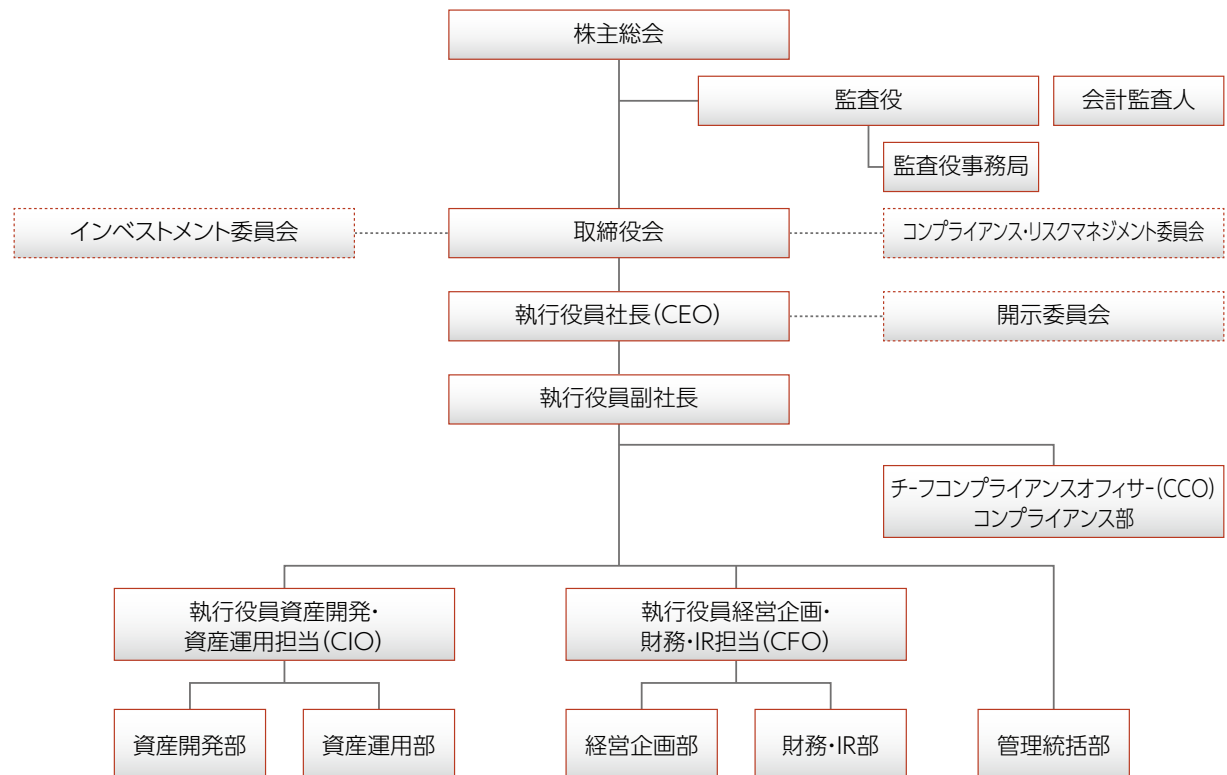 株主総会
監査役
会計監査人
監査役事務局
インベストメント委員会
取締役会
コンプライアンス・リスクマネジメント委員会
執行役員社長(CEO)
開示委員会
執行役員副社長
チーフコンプライアンスオフィサー(CCO)
コンプライアンス部
執行役員資産開発・
資産運用担当(CIO)
執行役員経営企画・
財務・IR担当(CFO)
資産開発部
資産運用部
経営企画部
財務・IR部
管理統括部